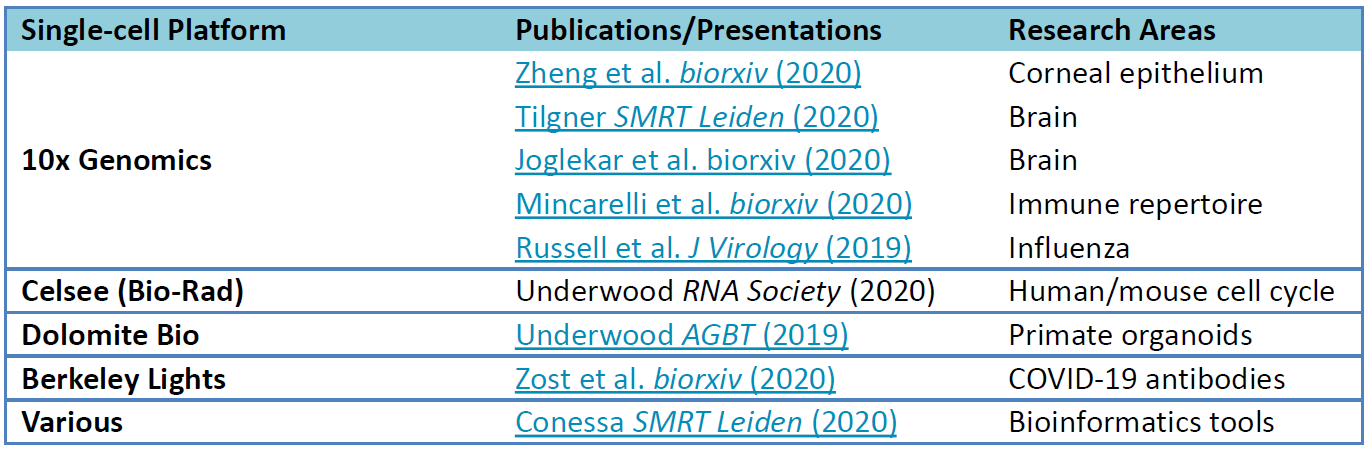 Single-cell Platform Publications/Presentations Research Areas
Zheng et al. biorxiv (2020) Corneal epithelium
Tilgner SMRT Leiden (2020) Brain
10x Genomics Joglekar et al. biorxiv (2020) Brain
Mincarelli et al. biorxiv (2020) Immune repertoire
Russell et al. J Virology (2019) Influenza
Celsee (Bio-Rad) Underwood RNA Society (2020) Human/mouse cell cycle
Dolomite Bio Underwood AGBT (2019) Primate organoids
Berkeley Lights Zost et al. biorxiv (2020) COVID-19 antibodies
Various Conessa SMRT Leiden (2020) Bioinformatics tools